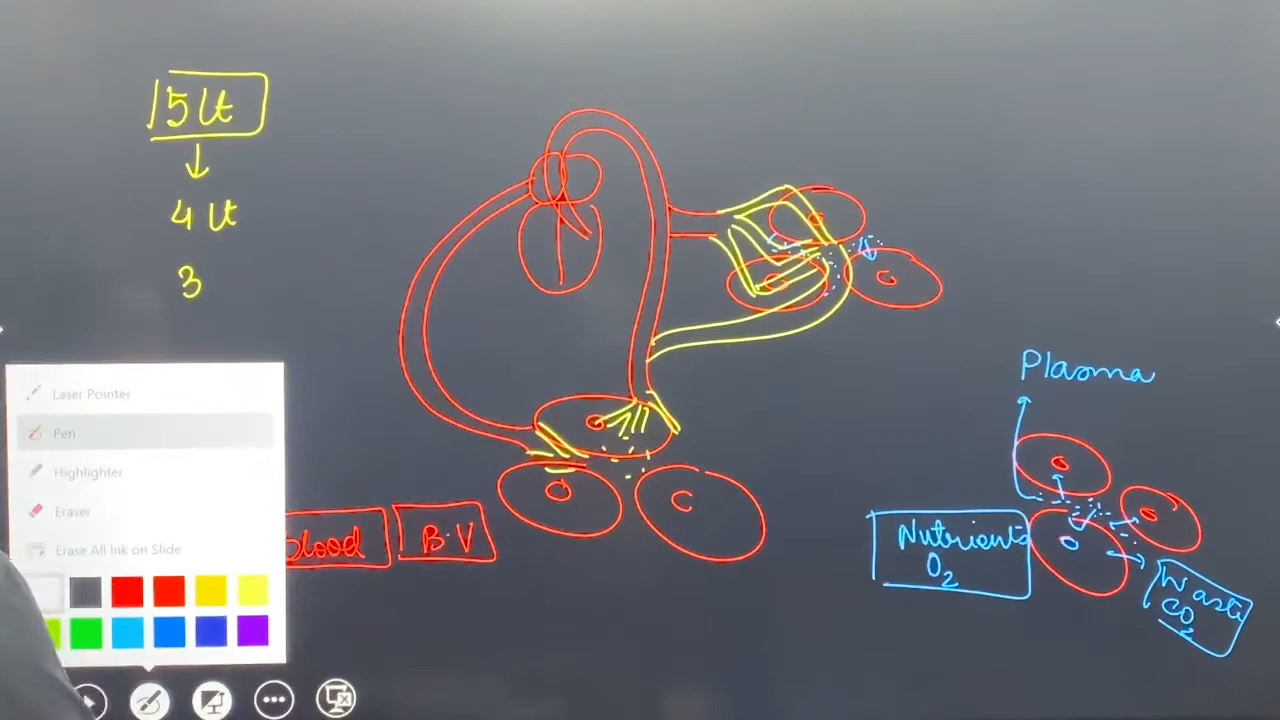 5 lt
4 lt
3
Plasma
Laser Pointer
Pen
Highlighter
Eraser
Erase All Ink on Slide
Blood
B.V
Nutrients
O2
Waste
CO2